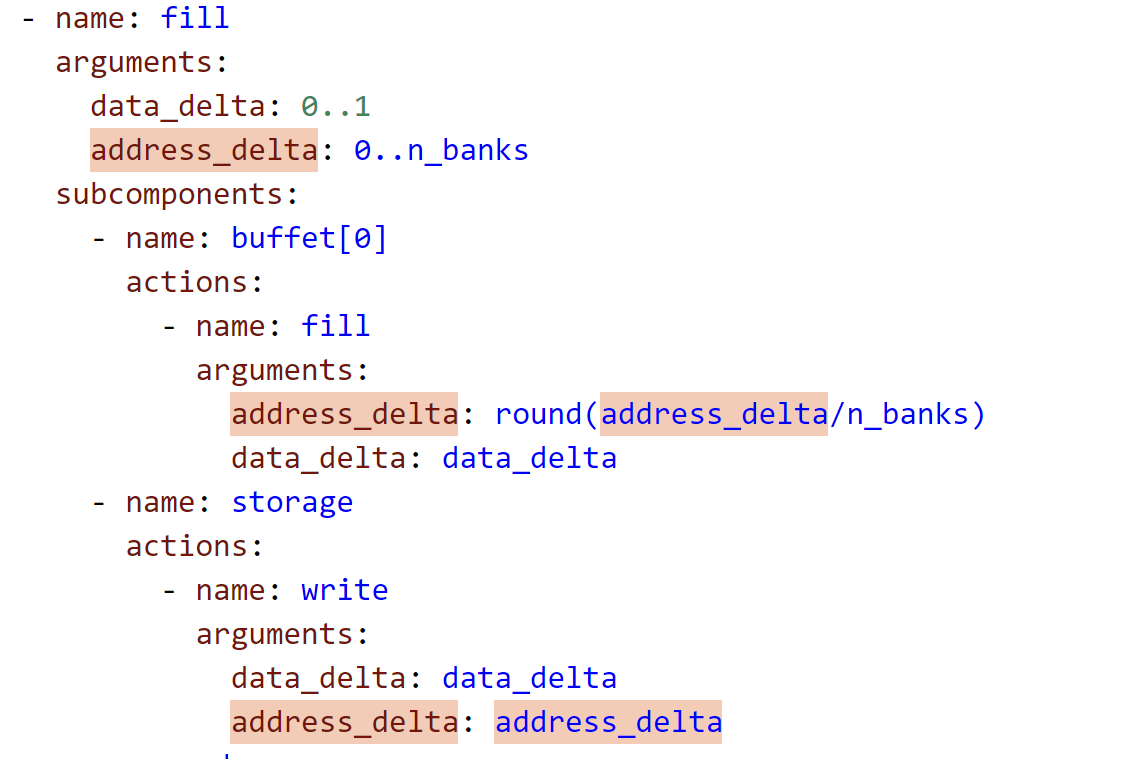 - name: fill
arguments:
data_delta: 0..1
address_delta: 0..n_banks
subcomponents:
- name: buffet[0]
actions:
- name: fill
arguments:
address_delta: round(address_delta/n_banks)
data_delta: data_delta
- name: storage
actions:
- name: write
arguments:
data_delta: data_delta
address_delta: address_delta